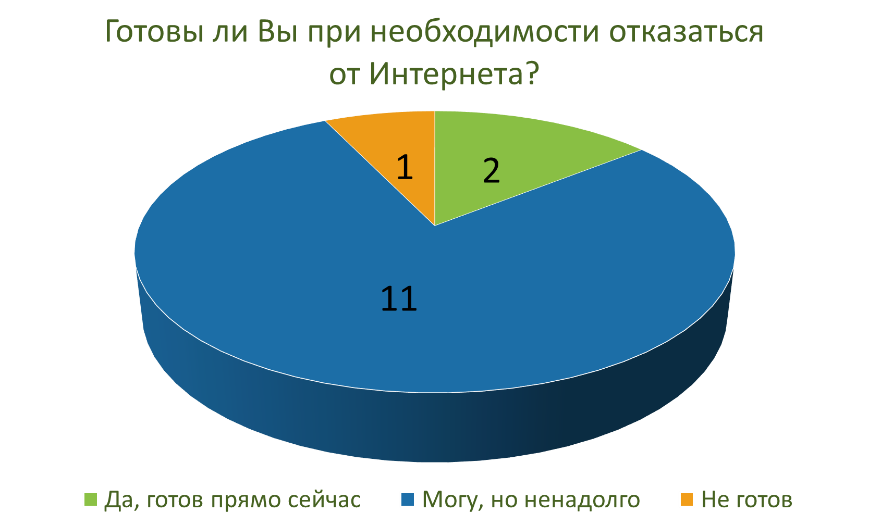 Готовы ли Вы при необходимости отказаться
от Интернета?
1
2
11
Да, готов прямо сейчас
Могу, но ненадолго
Не готов